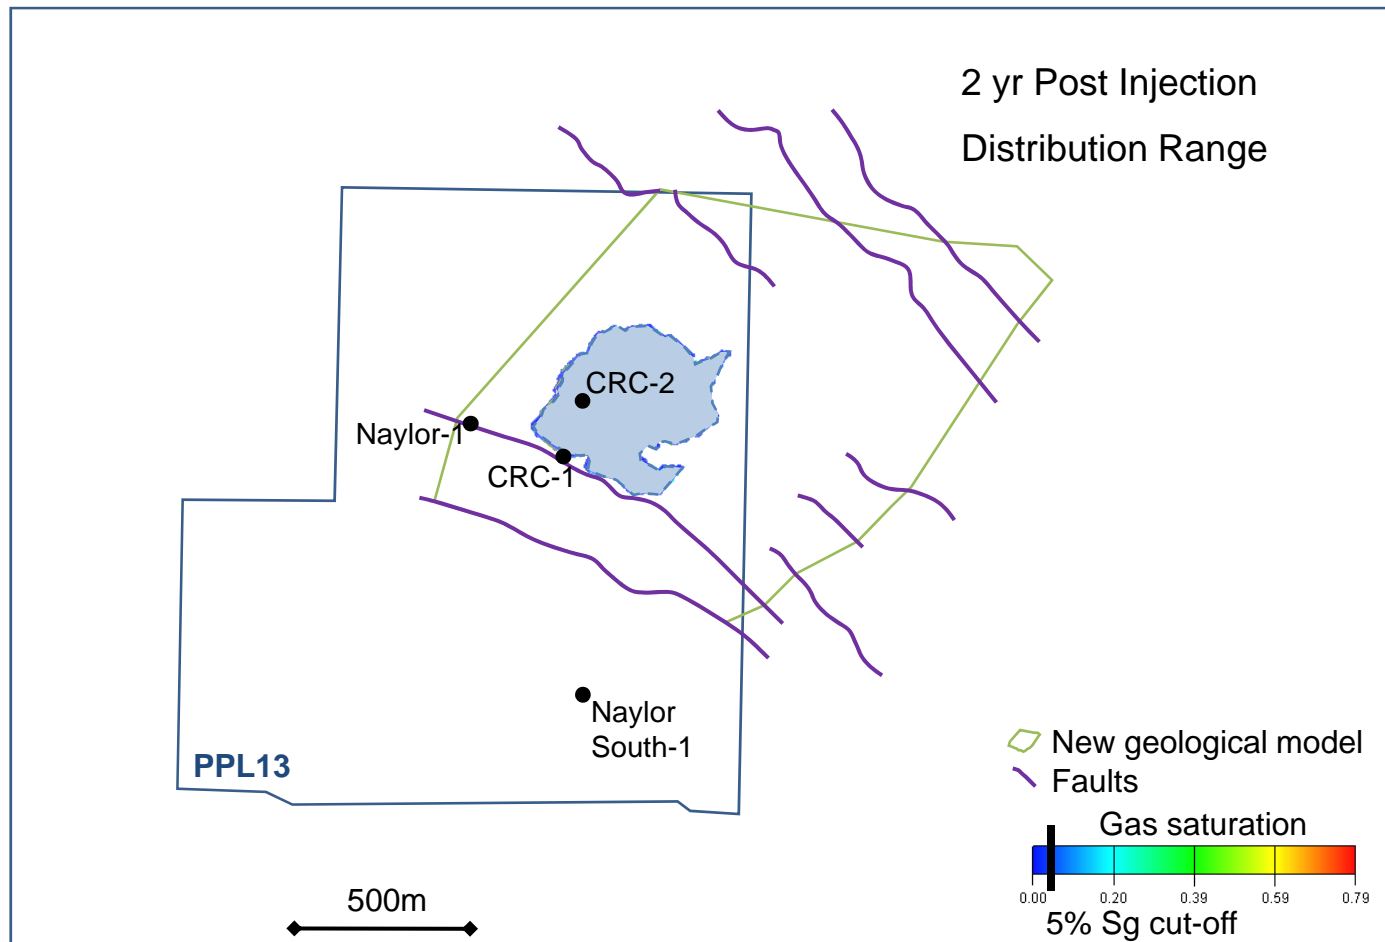 2 yr Post Injection
Distribution Range
CRC-2
Naylor-1
CRC-1
Naylor
South-1
PPL13
New geological model
Faults
Gas saturation
0.00 0.20 0.39 0.59 0.79
5% Sg cut-off
500m